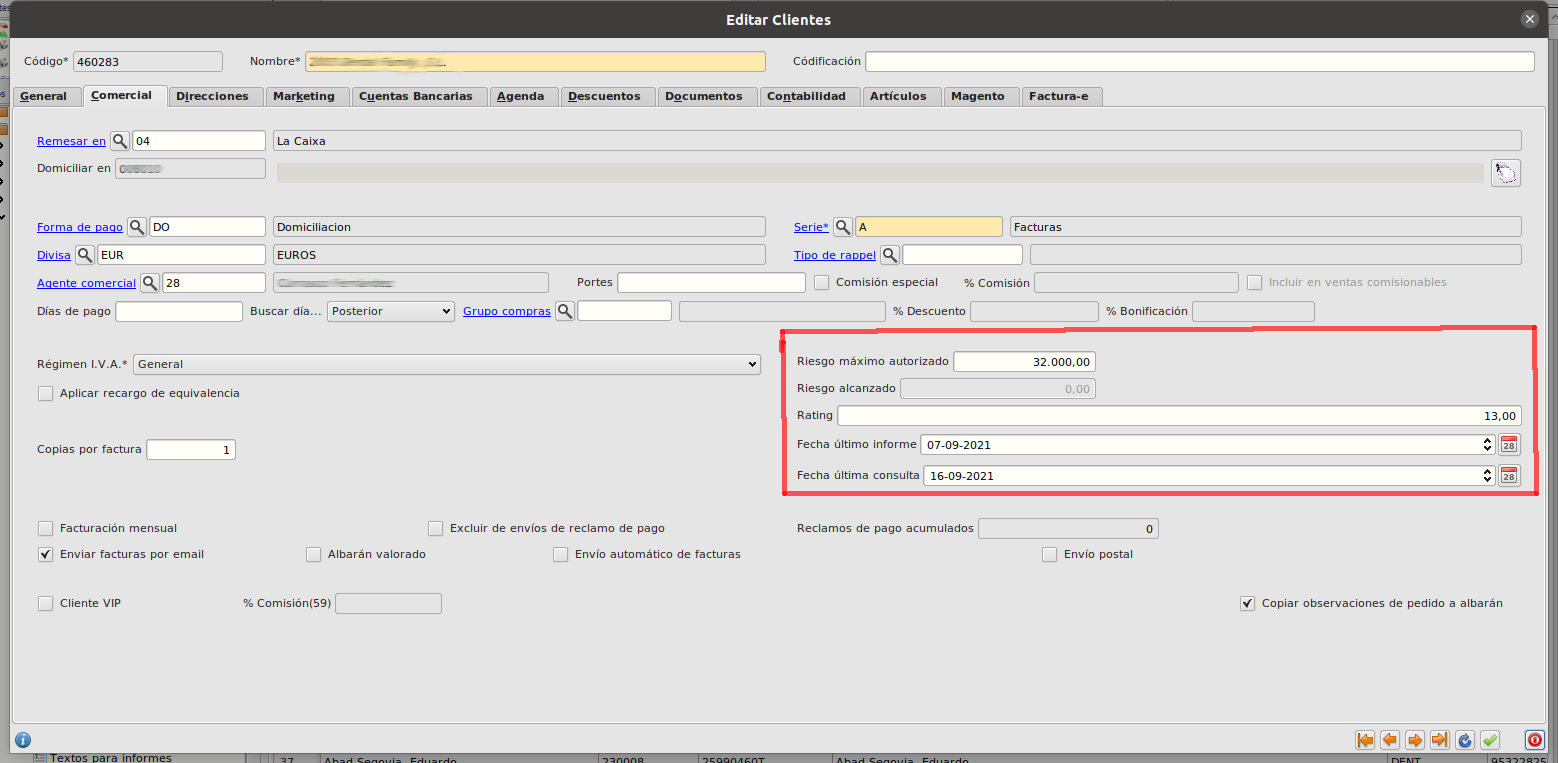 Editar Clientes
Código* 460283 Nombre* Códificación
General Comercial Direcciones Marketing Cuentas Bancarias Agenda Descuentos Documentos Contabilidad Artículos Magento Factura-e
Remesar en 04 La Caixa
Domiciliar en
Forma de pago DO Domiciliacion Serie* A Facturas
Divisa EUR EUROS Tipo de rappel
Agente comercial 28 Portes Comisión especial % Comisión Incluir en ventas comisionables
Días de pago Buscar día... Posterior Grupo compras % Descuento % Bonificación
Riesgo máximo autorizado 32.000,00
Régimen I.V.A.* General
Riesgo alcanzado 0,00
Aplicar recargo de equivalencia
Rating 13,00
Fecha último informe 07-09-2021 28
Copias por factura 1
Fecha última consulta 16-09-2021 28
Facturación mensual Excluir de envíos de reclamo de pago Reclamos de pago acumulados 0
Enviar facturas por email Albarán valorado Envío automático de facturas Envío postal
Cliente VIP % Comisión(59) Copiar observaciones de pedido a albarán
Textos para Informes 37 Abad Segovia, Eduardo 230008 25990460T Abad Segovia, Eduardo DENT 95322825